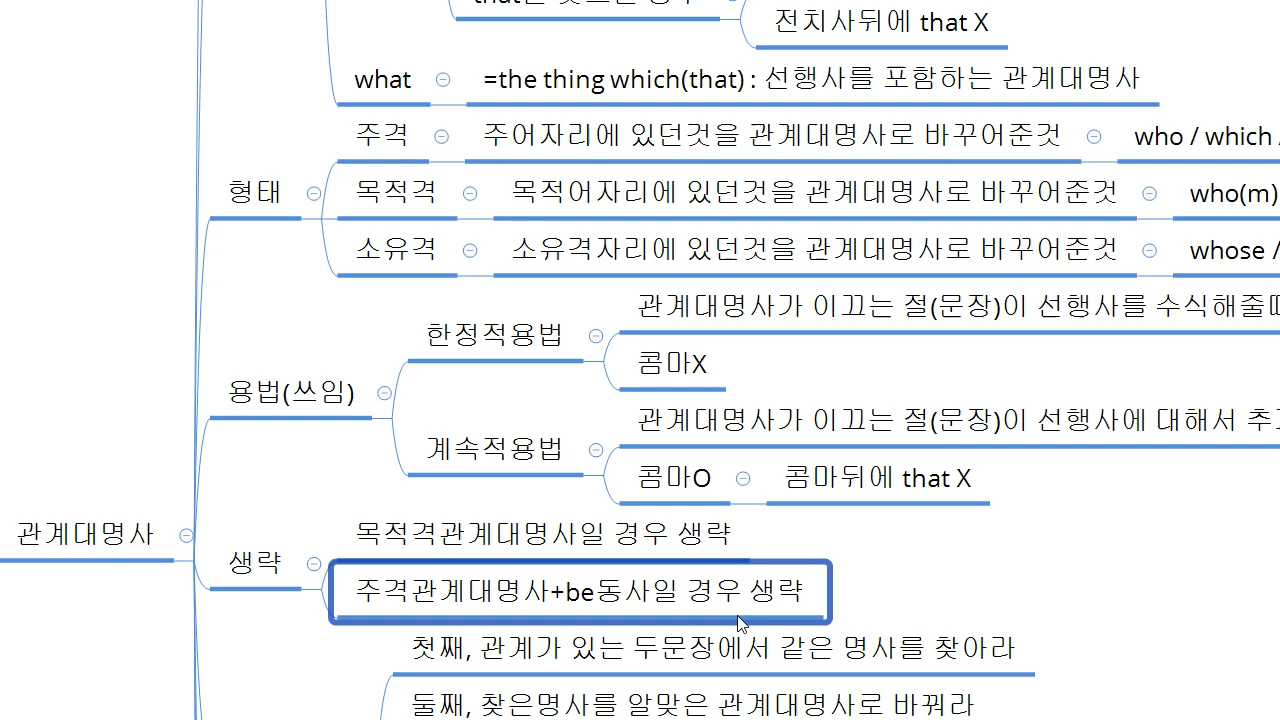 전치사뒤에 that X
what
=the thing which(that) : 선행사를 포함하는 관계대명사
주격
주어자리에 있던것을 관계대명사로 바꾸어준것
who / which /
형태
목적격
목적어자리에 있던것을 관계대명사로 바꾸어준것
who(m)
소유격
소유격자리에 있던것을 관계대명사로 바꾸어준것
whose /
관계대명사가 이끄는 절(문장)이 선행사를 수식해줄때
한정적용법
콤마X
용법(쓰임)
관계대명사가 이끄는 절(문장)이 선행사에 대해서
계속적용법
콤마O
콤마뒤에 that X
관계대명사
목적격관계대명사일 경우 생략
생략
주격관계대명사+be동사일 경우 생략
첫째, 관계가 있는 두문장에서 같은 명사를 찾아라
둘째, 찾은명사를 알맞은 관계대명사로 바꿔라